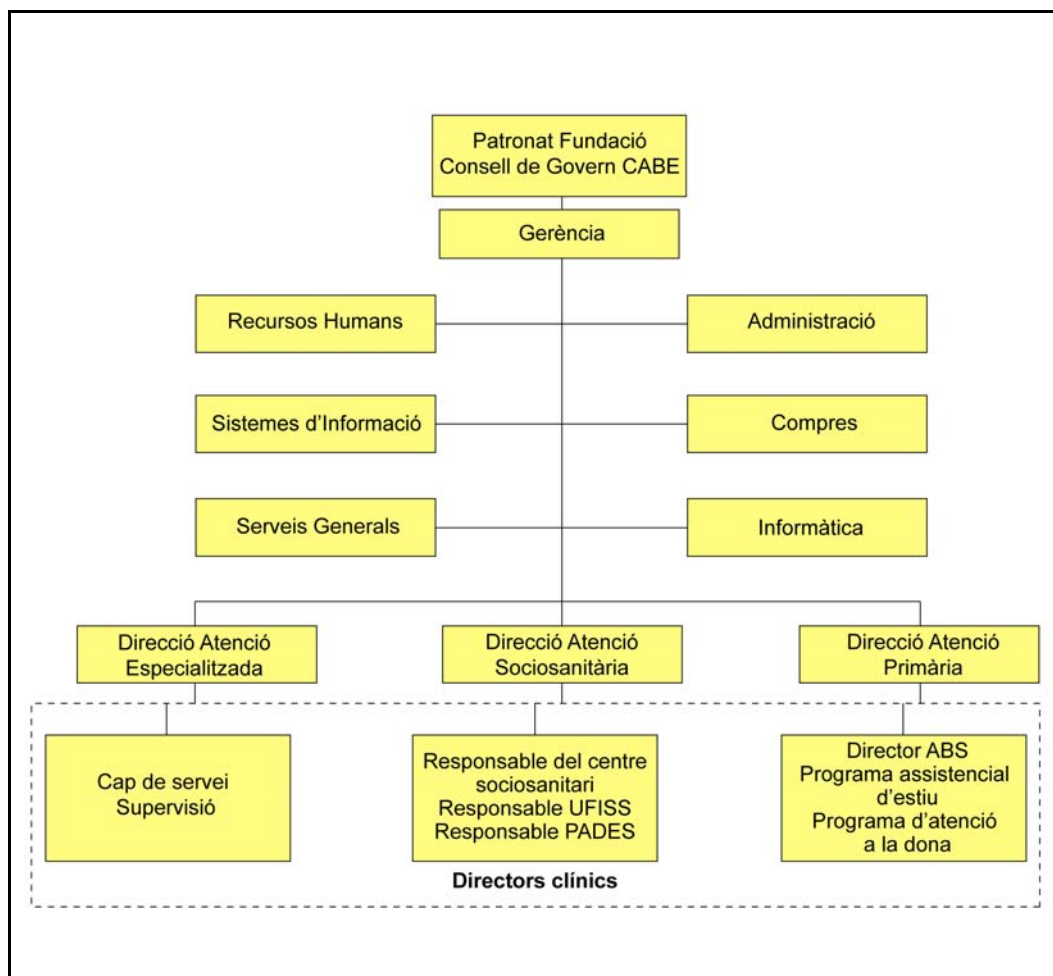 Patronat Fundació
Consell de Govern CABE
Gerència
Recursos Humans
Administració
Sistemes d'Informació
Compres
Serveis Generals
Informàtica
Direcció Atenció
Especialitzada
Direcció Atenció
Sociosanitària
Direcció Atenció
Primària
Cap de servei
Supervisió
Responsable del centre
sociosanitari
Responsable UFISS
Responsable PADES
Director ABS
Programa assistencial
d'estiu
Programa d'atenció
a la dona
Directors clínics